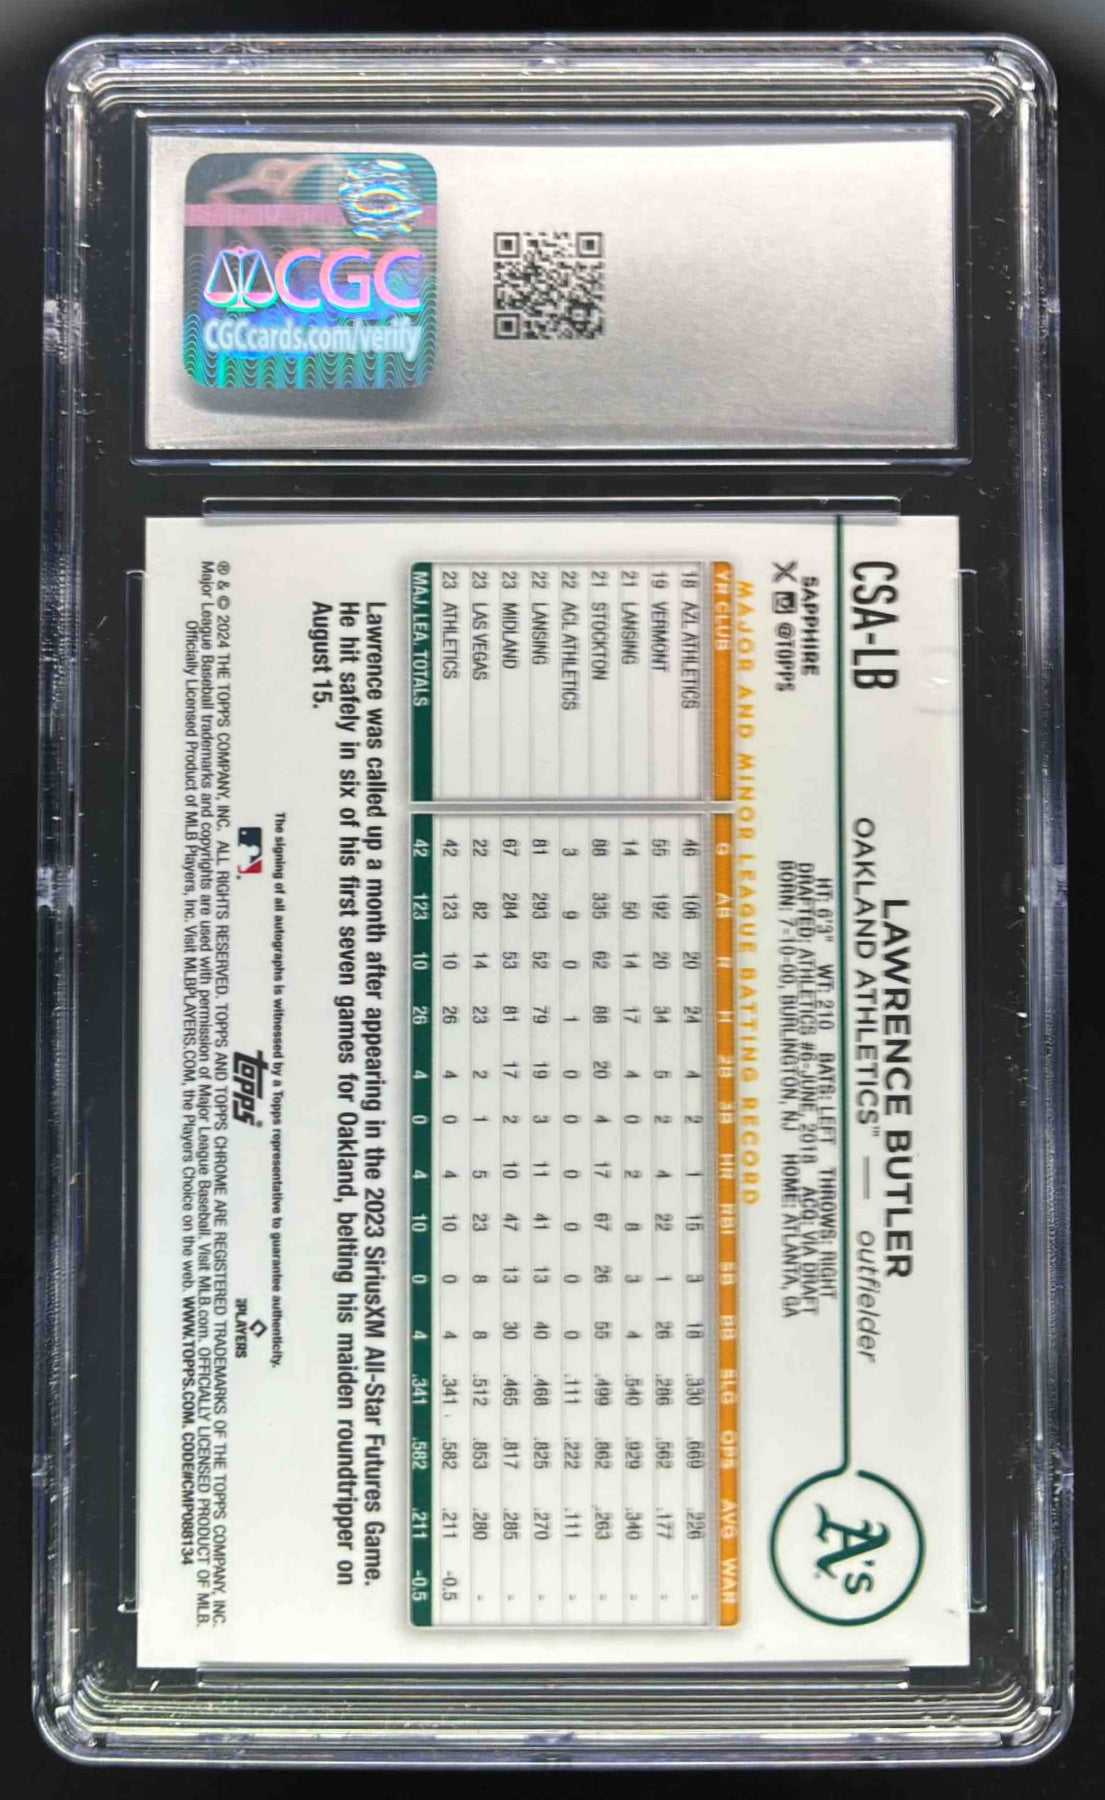 CGC
CGCcards.com/verify
CSA-LB
SAPPHIRE
@TOPPS
LAWRENCE BUTLER
OAKLAND ATHLETICS™ — outfielder
HT: 6'3" WT: 210 BATS: LEFT THROWS: RIGHT
DRAFTED: ATHLETICS #6-JUNE, 2018 ACQ: VIA DRAFT
BORN: 7-10-00, BURLINGTON, NJ HOME: ATLANTA, GA
A's
MAJOR AND MINOR LEAGUE BATTING RECORD
YR CLUB G AB R H 2B 3B HR RBI SB BB SLG OPS AVG WAR
18 AZL ATHLETICS 46 106 20 24 4 2 1 15 3 18 .330 .669 .226 -
19 VERMONT 55 192 20 34 5 2 4 22 1 26 .286 .562 .177 -
21 LANSING 14 50 14 17 4 0 2 8 3 4 .540 .929 .340 -
21 STOCKTON 88 335 62 88 20 4 17 67 26 55 .499 .862 .263 -
22 ACL ATHLETICS 3 9 0 1 0 0 0 0 0 0 .111 .222 .111 -
22 LANSING 81 293 52 79 19 3 11 41 13 40 .468 .825 .270 -
23 MIDLAND 67 284 53 81 17 2 10 47 13 30 .465 .817 .285 -
23 LAS VEGAS 22 82 14 23 2 1 5 23 8 8 .512 .853 .280 -
23 ATHLETICS 42 123 10 26 4 0 4 10 0 4 .341 .582 .211 -0.5
MAJ. LEA. TOTALS 42 123 10 26 4 0 4 10 0 4 .341 .582 .211 -0.5
Lawrence was called up a month after appearing in the 2023 SiriusXM All-Star Futures Game.
He hit safely in six of his first seven games for Oakland, belting his maiden roundtripper on
August 15.
The signing of all autographs is witnessed by a Topps representative to guarantee authenticity.
topps®
PLAYERS
® & © 2024 THE TOPPS COMPANY, INC. ALL RIGHTS RESERVED. TOPPS AND TOPPS CHROME ARE REGISTERED TRADEMARKS OF THE TOPPS COMPANY, INC.
Major League Baseball trademarks and copyrights are used with permission of Major League Baseball. Visit MLB.com. OFFICIALLY LICENSED PRODUCT OF MLB
Officially Licensed Product of MLB Players, Inc. Visit MLBPLAYERS.COM, the Players Choice on the web. WWW.TOPPS.COM. CODE#CMP088134